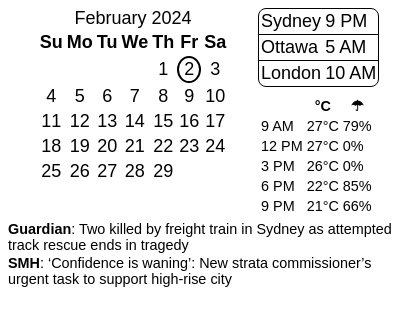 February 2024
Su Mo Tu We Th Fr Sa
1 2 3
4 5 6 7 8 9 10
11 12 13 14 15 16 17
18 19 20 21 22 23 24
25 26 27 28 29
Sydney 9 PM
Ottawa 5 AM
London 10 AM
°C ☂
9 AM 27°C 79%
12 PM 27°C 0%
3 PM 26°C 0%
6 PM 22°C 85%
9 PM 21°C 66%
Guardian: Two killed by freight train in Sydney as attempted
track rescue ends in tragedy
SMH: ‘Confidence is waning’: New strata commissioner’s
urgent task to support high-rise city